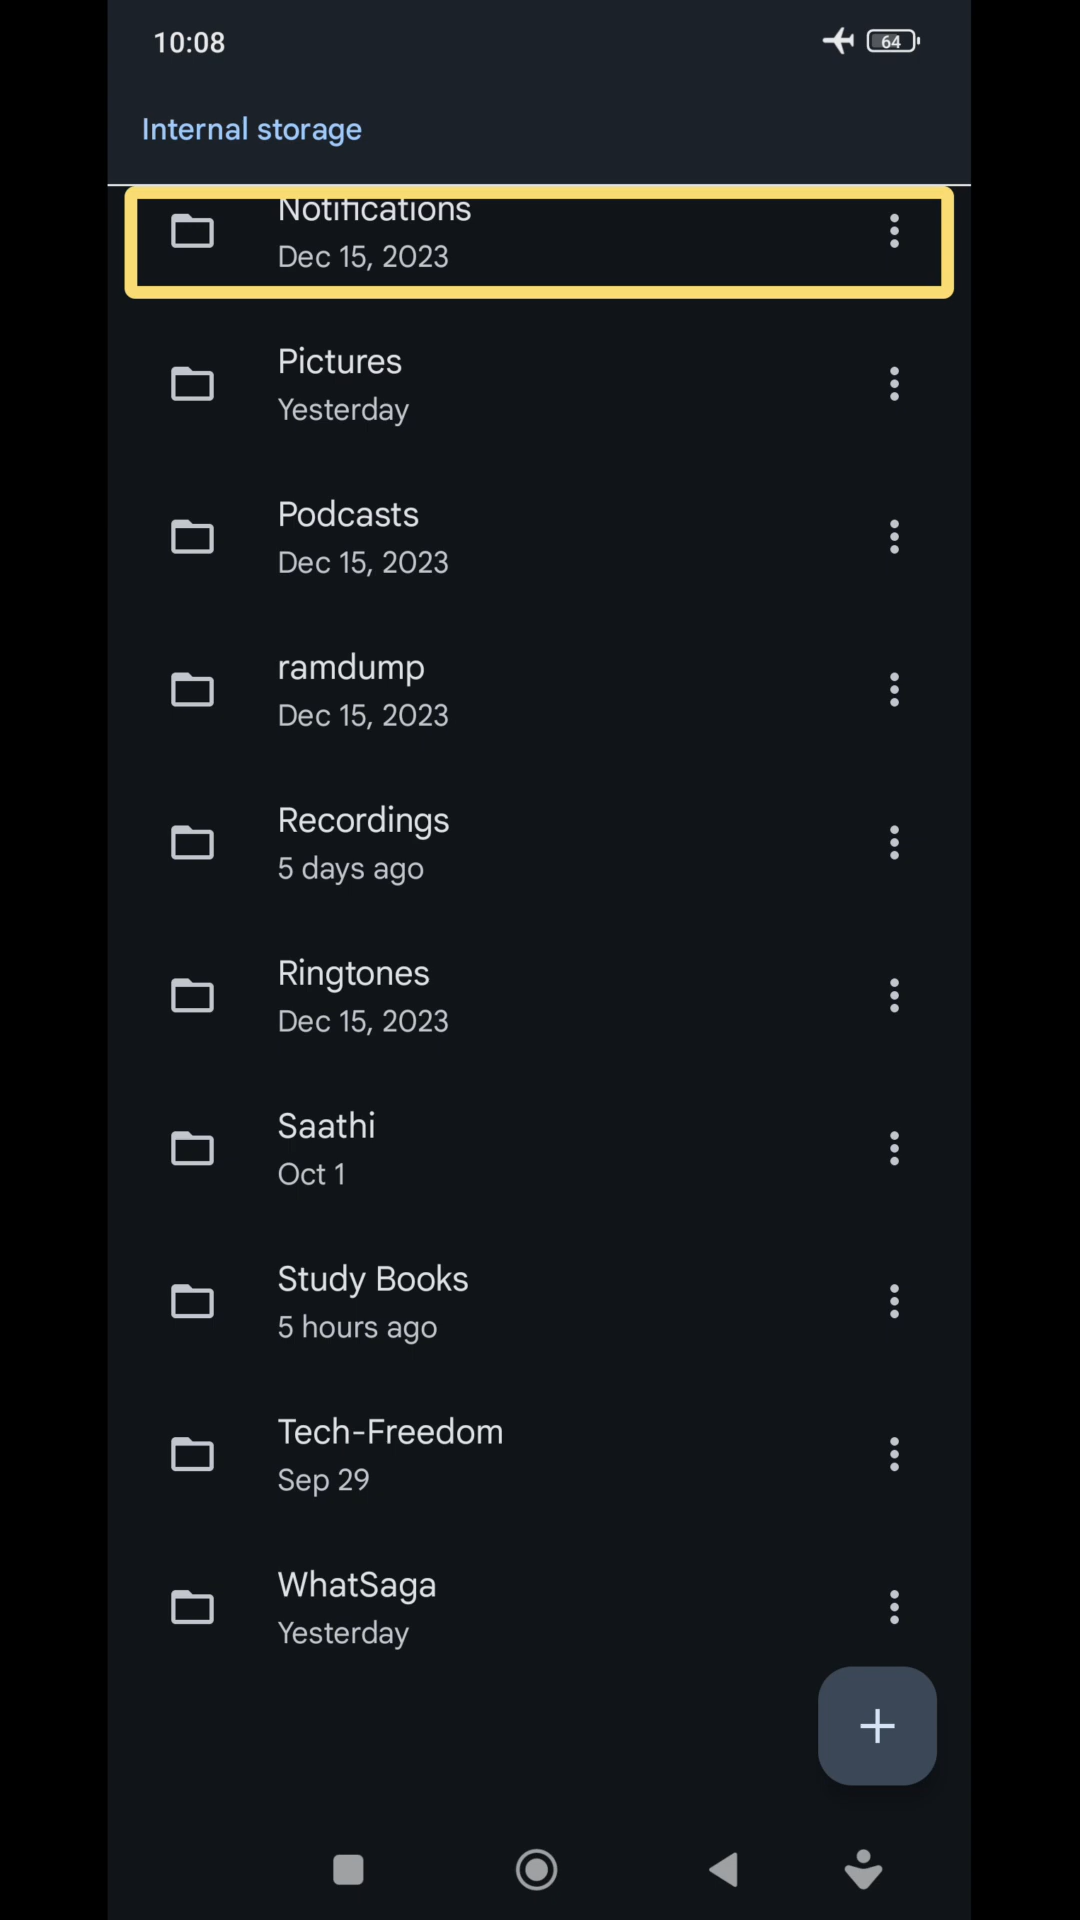 10:08
64
Internal storage
Notifications
Dec 15, 2023
Pictures
Yesterday
Podcasts
Dec 15, 2023
ramdump
Dec 15, 2023
Recordings
5 days ago
Ringtones
Dec 15, 2023
Saathi
Oct 1
Study Books
5 hours ago
Tech-Freedom
Sep 29
WhatSaga
Yesterday